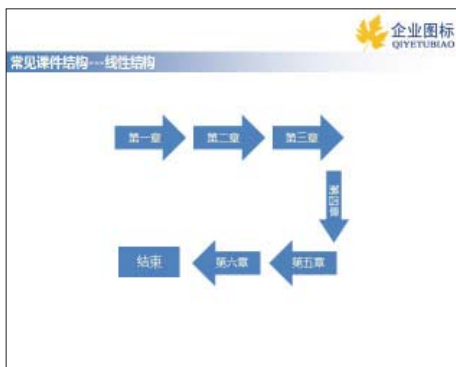 企业图标
QIYETUBIAO
常见课件结构---线性结构
第一章
第二章
第三章
第四章
第五章
第六章
结束